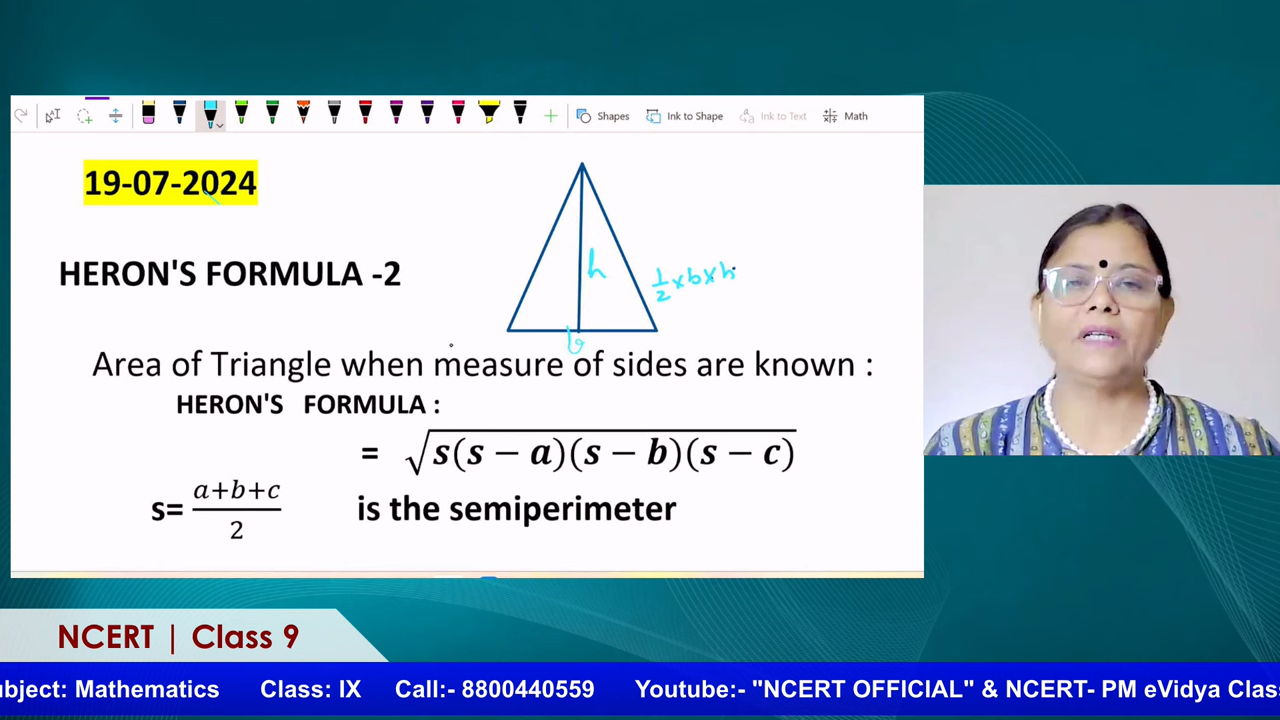 Shapes Ink to Shape Ink to Text Math
19-07-2024
HERON'S FORMULA -2
h
1/2 × b × h
b
Area of Triangle when measure of sides are known :
HERON'S FORMULA :
= √s(s − a)(s − b)(s − c)
s= a+b+c/2 is the semiperimeter
NCERT | Class 9
ubject: Mathematics Class: IX Call:- 8800440559 Youtube:- "NCERT OFFICIAL" & NCERT- PM eVidya Clas